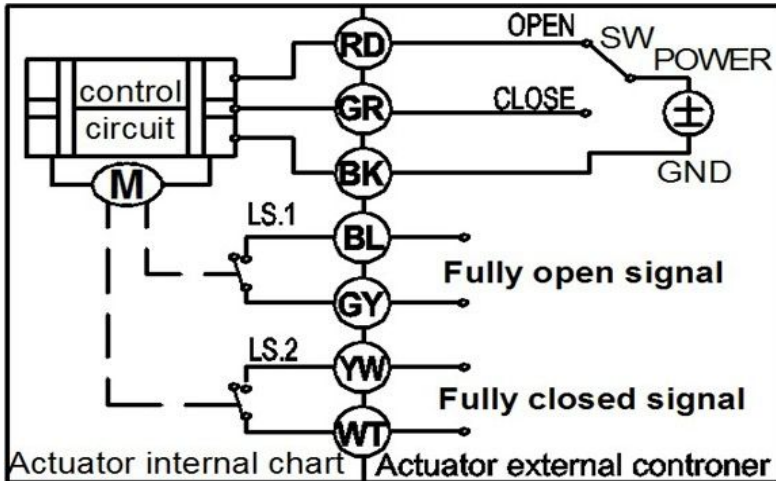 RD
OPEN
SW
POWER
control
circuit
GR
CLOSE
±
GND
BK
M
LS.1
BL
Fully open signal
GY
LS.2
YW
Fully closed signal
WT
Actuator internal chart
Actuator external controner